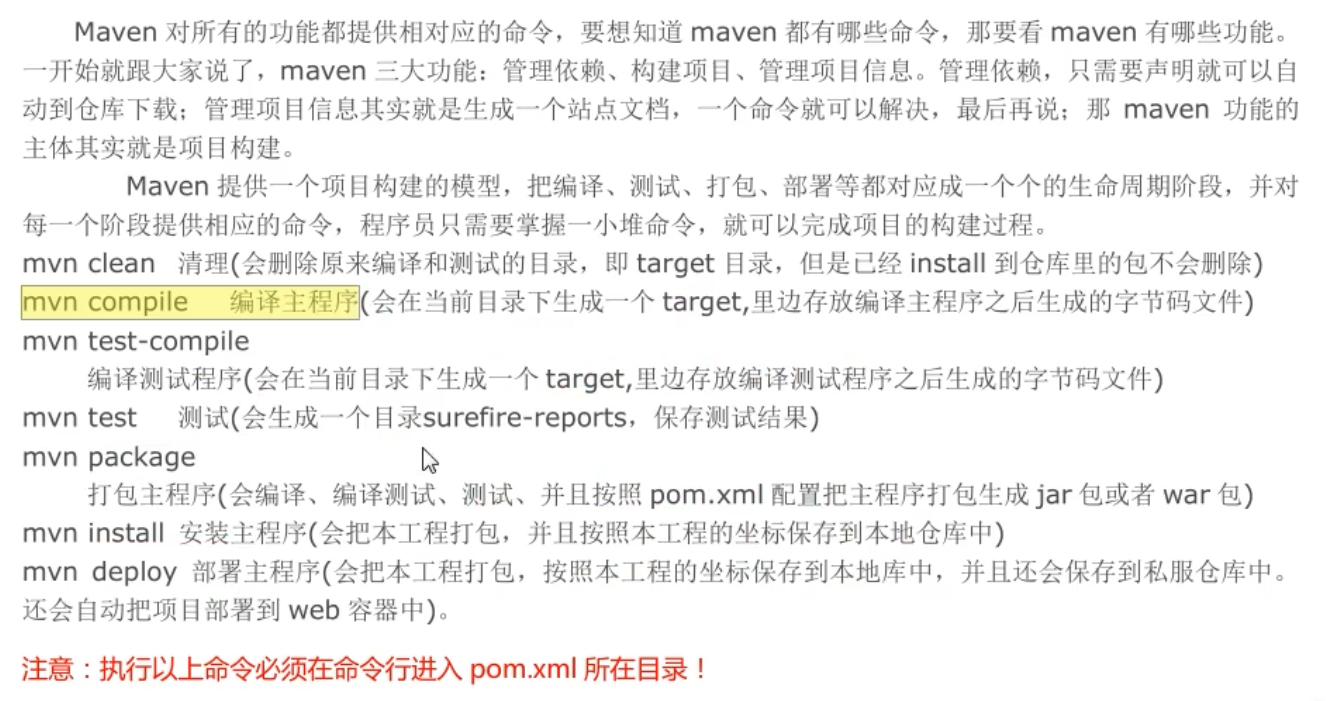 Maven 对所有的功能都提供相对应的命令，要想知道 maven 都有哪些命令，那要看 maven 有哪些功能。
一开始就跟大家说了，maven 三大功能：管理依赖、构建项目、管理项目信息。管理依赖，只需要声明就可以自
动到仓库下载；管理项目信息其实就是生成一个站点文档，一个命令就可以解决，最后再说；那 maven 功能的
主体其实就是项目构建。
Maven 提供一个项目构建的模型，把编译、测试、打包、部署等都对应成一个个的生命周期阶段，并对
每一个阶段提供相应的命令，程序员只需要掌握一小堆命令，就可以完成项目的构建过程。
mvn clean 清理(会删除原来编译和测试的目录，即 target 目录，但是已经 install 到仓库里的包不会删除)
mvn compile 编译主程序(会在当前目录下生成一个 target,里边存放编译主程序之后生成的字节码文件)
mvn test-compile
编译测试程序(会在当前目录下生成一个 target,里边存放编译测试程序之后生成的字节码文件)
mvn test 测试(会生成一个目录surefire-reports，保存测试结果)
mvn package
打包主程序(会编译、编译测试、测试、并且按照 pom.xml 配置把主程序打包生成 jar 包或者 war 包)
mvn install 安装主程序(会把本工程打包，并且按照本工程的坐标保存到本地仓库中)
mvn deploy 部署主程序(会把本工程打包，按照本工程的坐标保存到本地库中，并且还会保存到私服仓库中。
还会自动把项目部署到 web 容器中)。
注意：执行以上命令必须在命令行进入 pom.xml 所在目录！